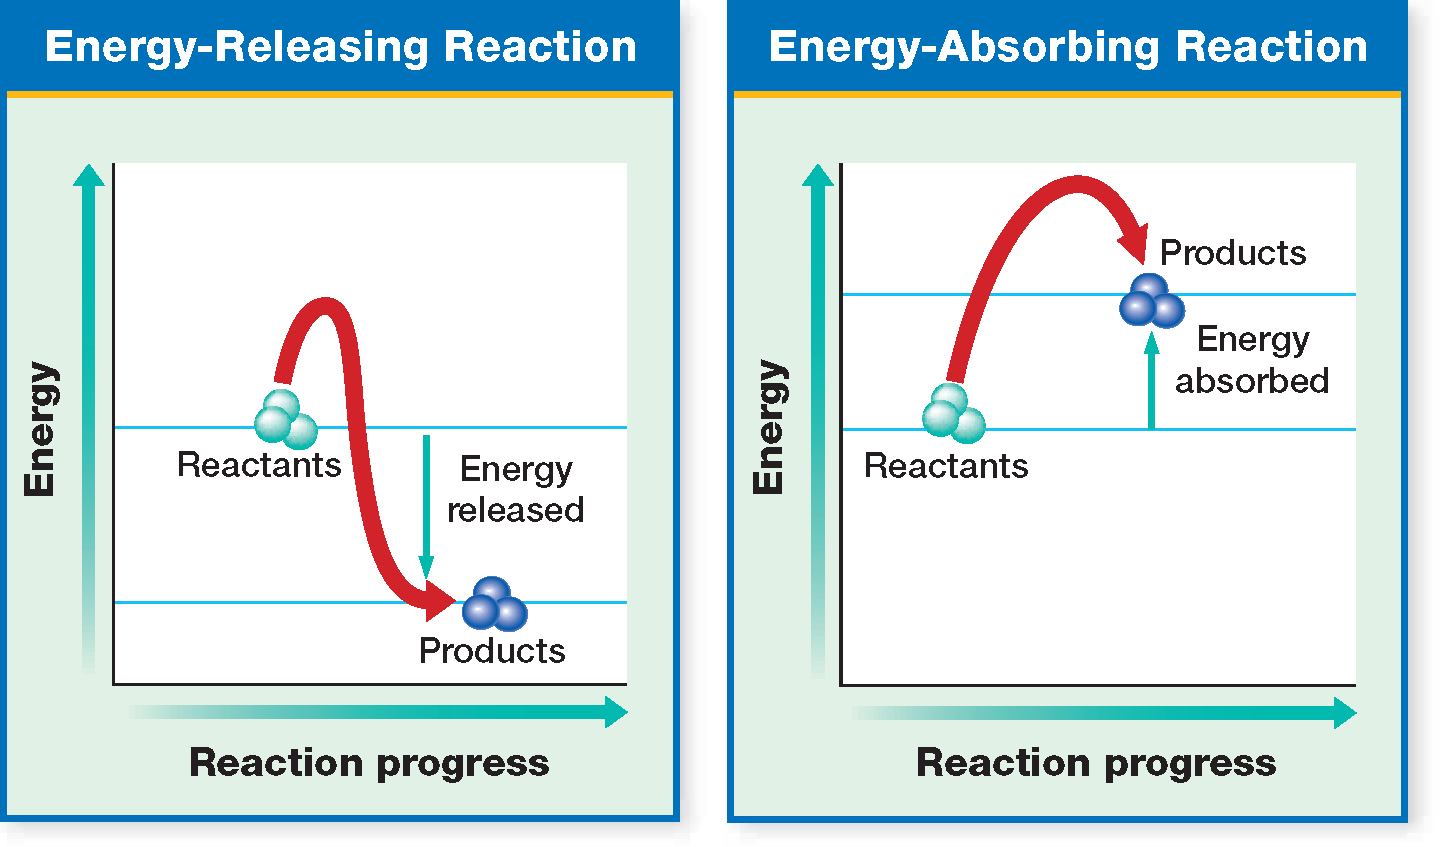 Energy-Releasing Reaction
Energy
Reactants
Energy
released
Products
Reaction progress
Energy-Absorbing Reaction
Energy
Products
Energy
absorbed
Reactants
Reaction progress